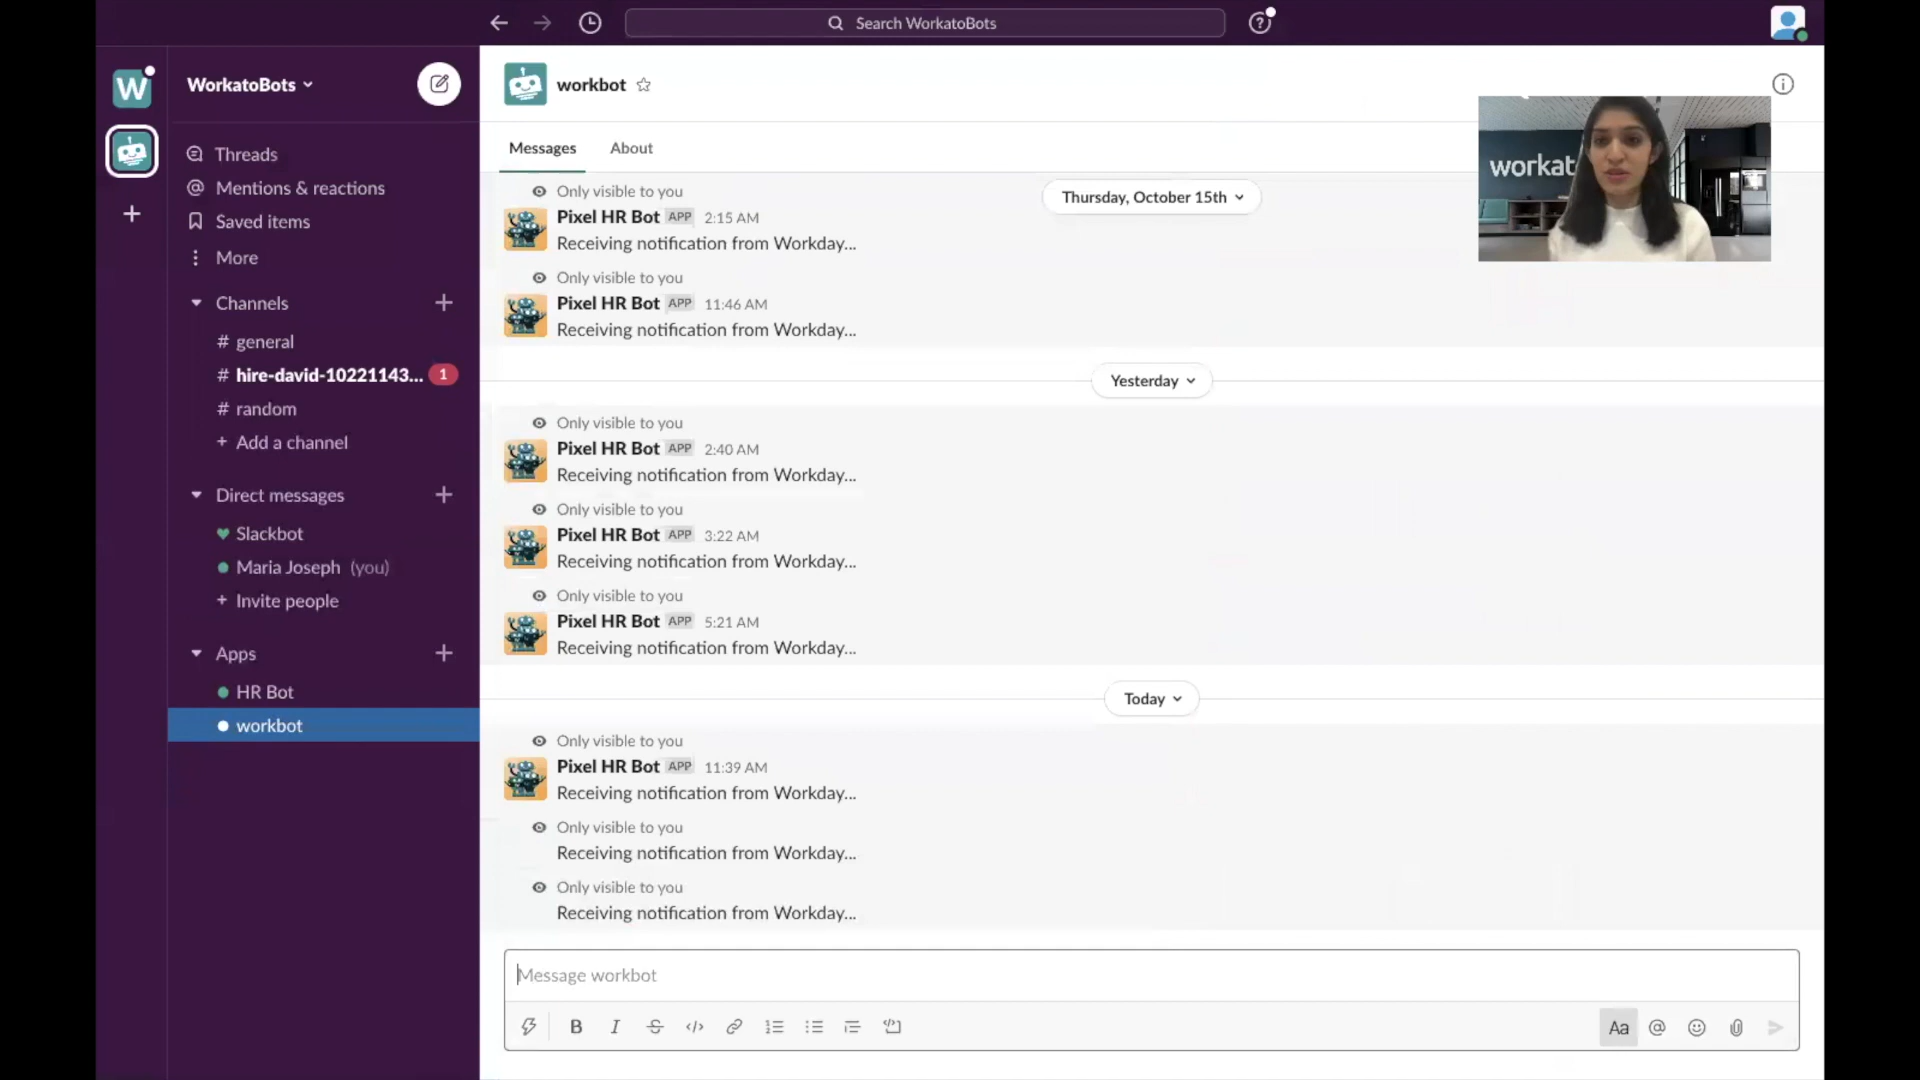 Search WorkatoBots
W
WorkatoBots
Threads
Mentions & reactions
Saved items
More
Channels
# general
# hire-david-10221143... 1
# random
+ Add a channel
Direct messages
Slackbot
Maria Joseph (you)
+ Invite people
Apps
HR Bot
workbot
workbot
Messages About
Thursday, October 15th
workat
Only visible to you
Pixel HR Bot APP 2:15 AM
Receiving notification from Workday...
Only visible to you
Pixel HR Bot APP 11:46 AM
Receiving notification from Workday...
Yesterday
Only visible to you
Pixel HR Bot APP 2:40 AM
Receiving notification from Workday...
Only visible to you
Pixel HR Bot APP 3:22 AM
Receiving notification from Workday...
Only visible to you
Pixel HR Bot APP 5:21 AM
Receiving notification from Workday...
Today
Only visible to you
Pixel HR Bot APP 11:39 AM
Receiving notification from Workday...
Only visible to you
Receiving notification from Workday...
Only visible to you
Receiving notification from Workday...
Message workbot
B I S </> Aa @